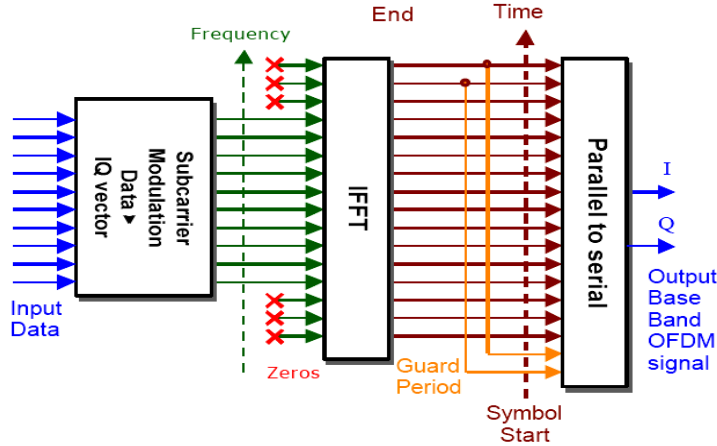 End
Time
Frequency
Subcarrier
Modulation
Data ➤
IQ vector
IFFT
Parallel to serial
I
Q
Input
Data
Zeros
Guard
Period
Symbol
Start
Output
Base
Band
OFDM
signal